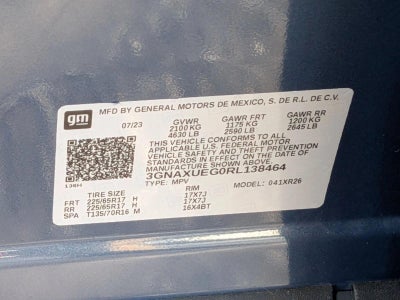 gm
MFD BY GENERAL MOTORS DE MEXICO, S. DE R.L. DE C.V.
07/23 GVWR GAWR FRT GAWR RR
2100 KG 1175 KG 1200 KG
4630 LB 2590 LB 2645 LB
THIS VEHICLE CONFORMS TO ALL
APPLICABLE U.S. FEDERAL MOTOR
VEHICLE SAFETY AND THEFT PREVENTION
STANDARDS IN EFFECT ON THE DATE OF
MANUFACTURE SHOWN ABOVE.
3GNAXUEG0RL138464
TYPE: MPV MODEL: 041XR26
TIRE SIZE RIM
FRT 225/65R17 H 17X7J
RR 225/65R17 H 17X7J
SPA T135/70R16 M 16X4BT